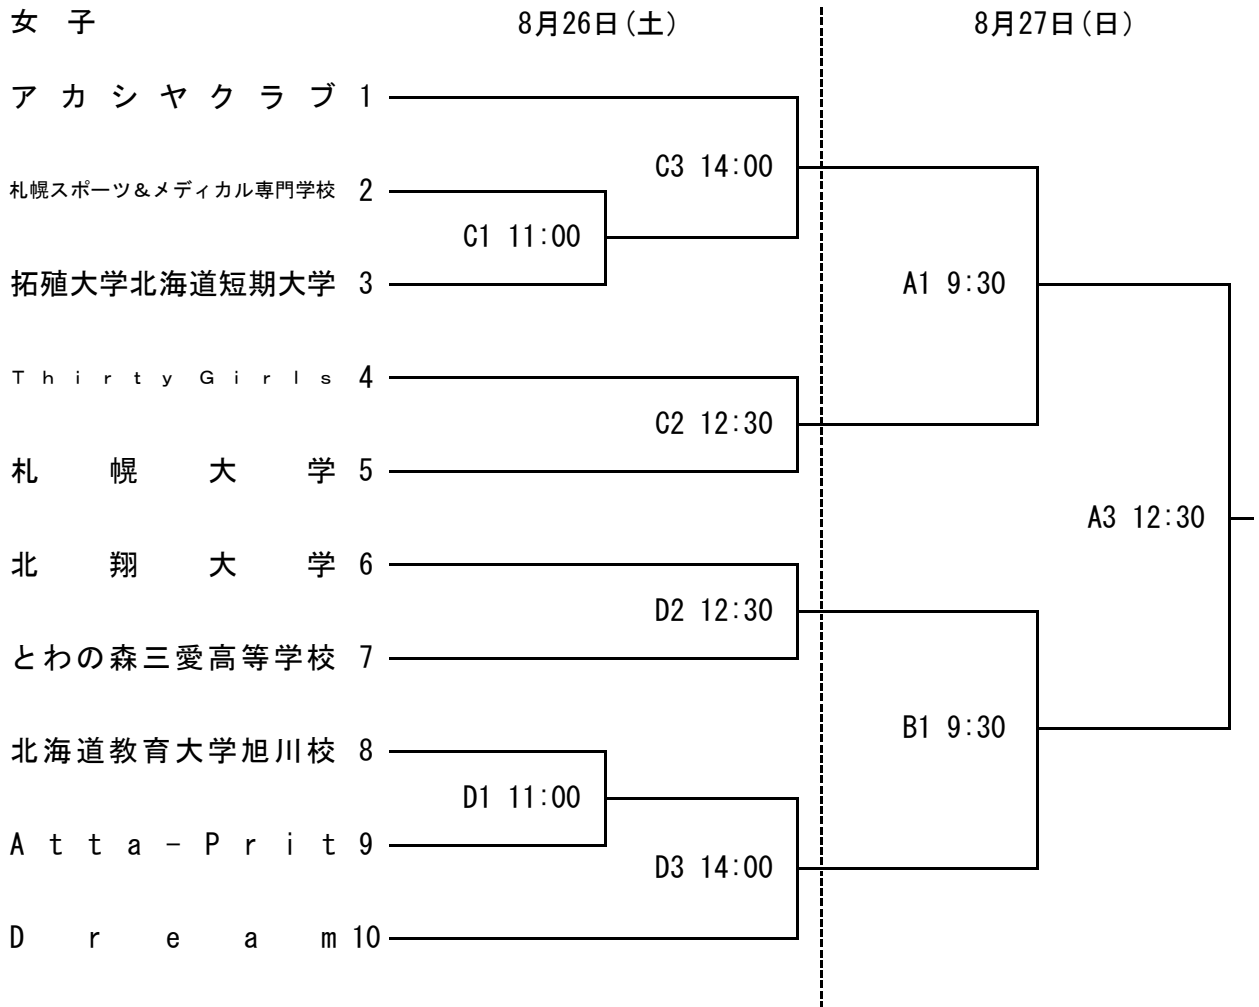 女子 8月26日(土) 8月27日(日)
アカシヤクラブ 1
C3 14:00
札幌スポーツ&メディカル専門学校 2
C1 11:00
拓殖大学北海道短期大学 3
A1 9:30
Thirty Girls 4
C2 12:30
札幌大学 5
A3 12:30
北翔大学 6
D2 12:30
とわの森三愛高等学校 7
B1 9:30
北海道教育大学旭川校 8
D1 11:00
Atta-Prit 9
D3 14:00
Dream 10